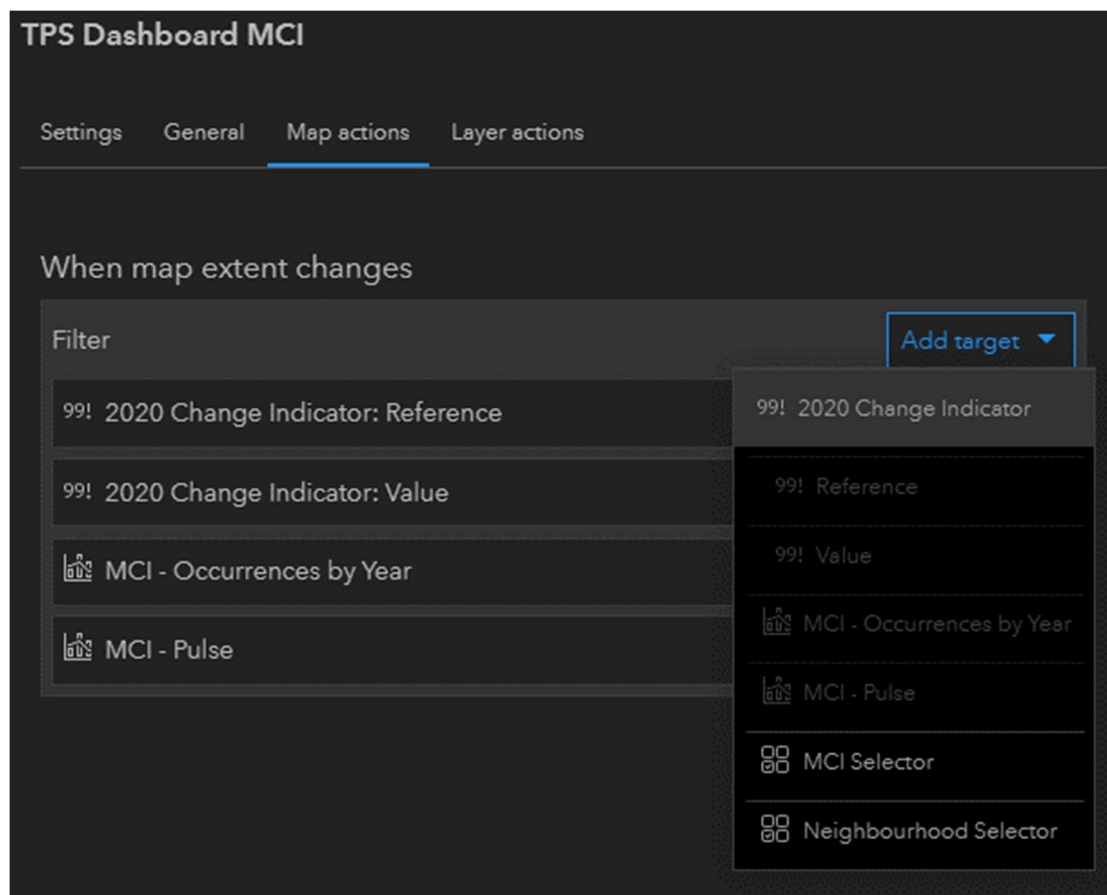 TPS Dashboard MCI
Settings General Map actions Layer actions
When map extent changes
Filter
Add target
99! 2020 Change Indicator: Reference
99! 2020 Change Indicator: Value
MCI - Occurrences by Year
MCI - Pulse
99! 2020 Change Indicator
99! Reference
99! Value
MCI - Occurrences by Year
MCI - Pulse
MCI Selector
Neighbourhood Selector